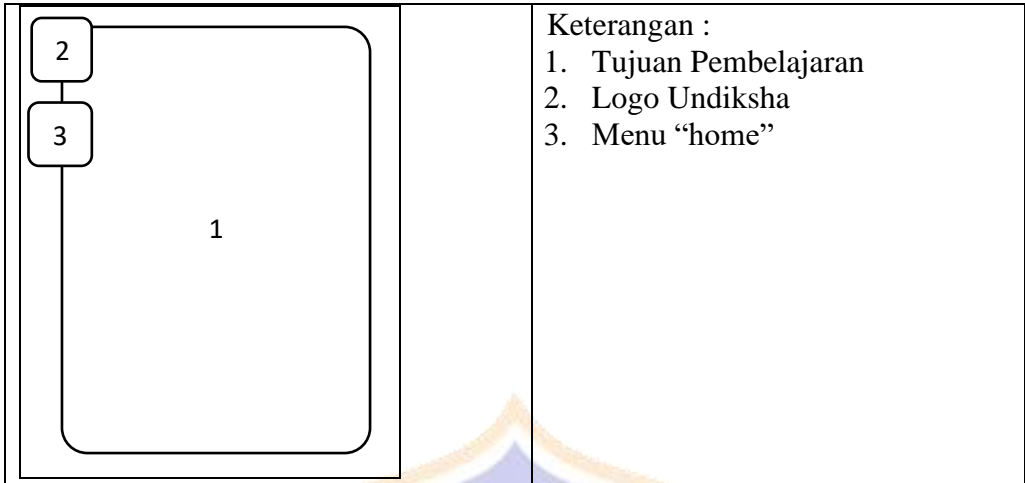 2
3
1
Keterangan :
1. Tujuan Pembelajaran
2. Logo Undiksha
3. Menu “home”